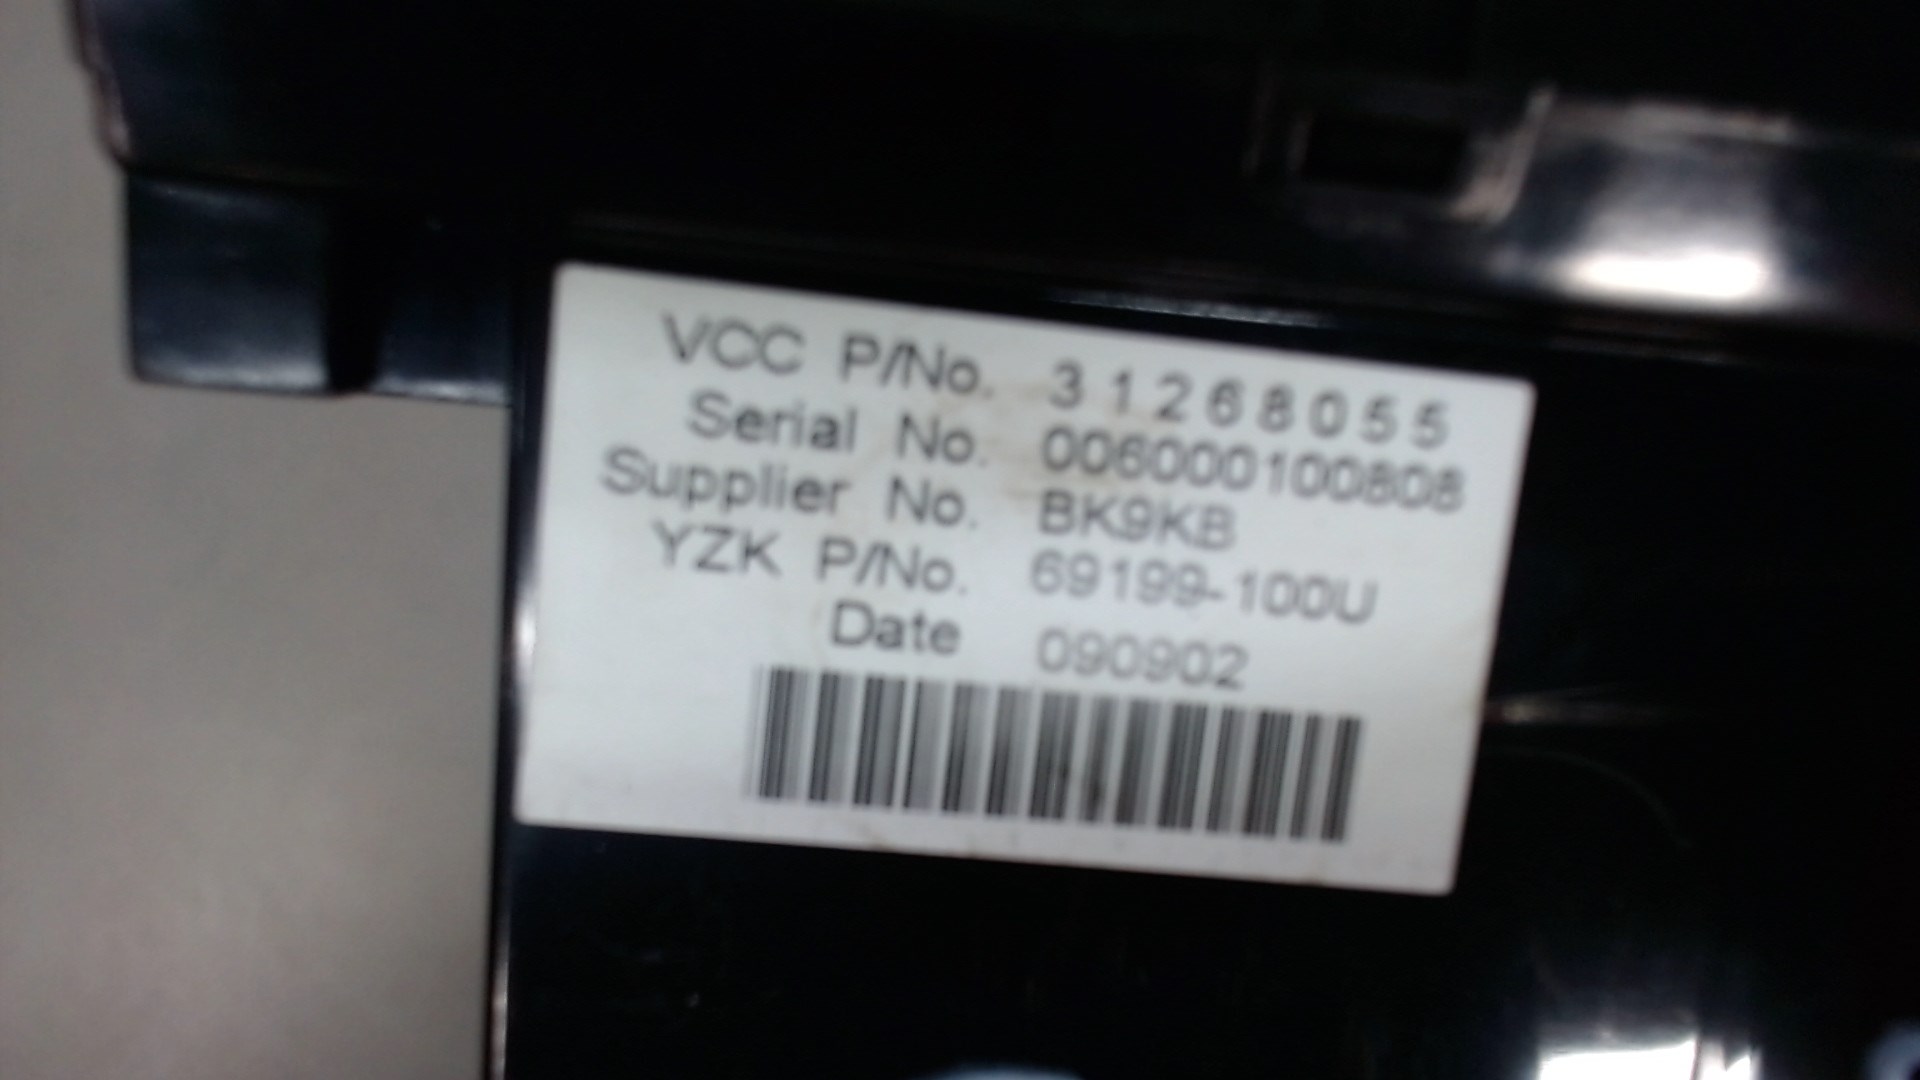 VCC P/No. 31268055
Serial No. 006000100808
Supplier No. BK9KB
YZK P/No. 69199-100U
Date 090902